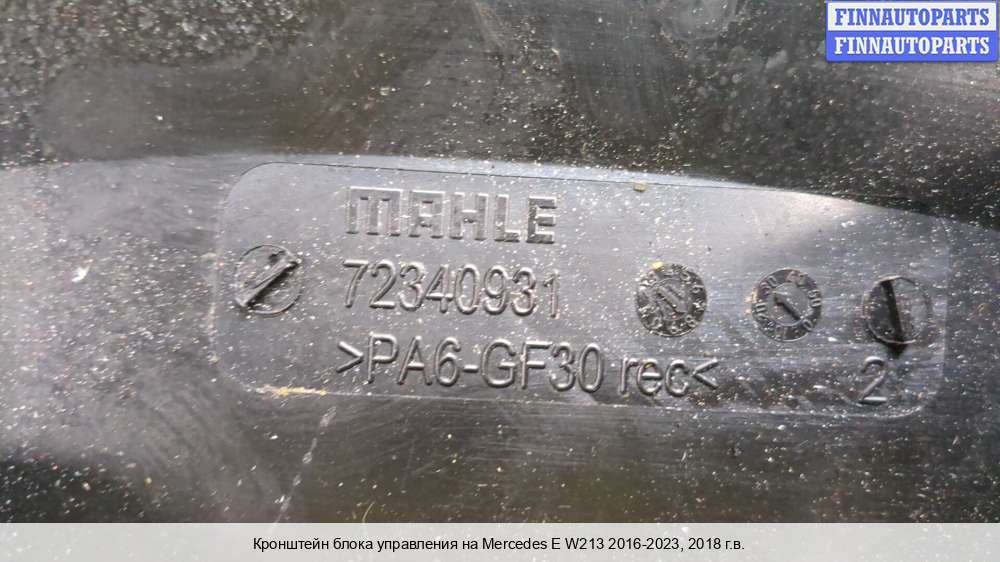 FINNAUTOPARTS
FINNAUTOPARTS
MAHLE
72340931
>PA6-GF30 rec<
2
Кронштейн блока управления на Mercedes E W213 2016-2023, 2018 г.в.